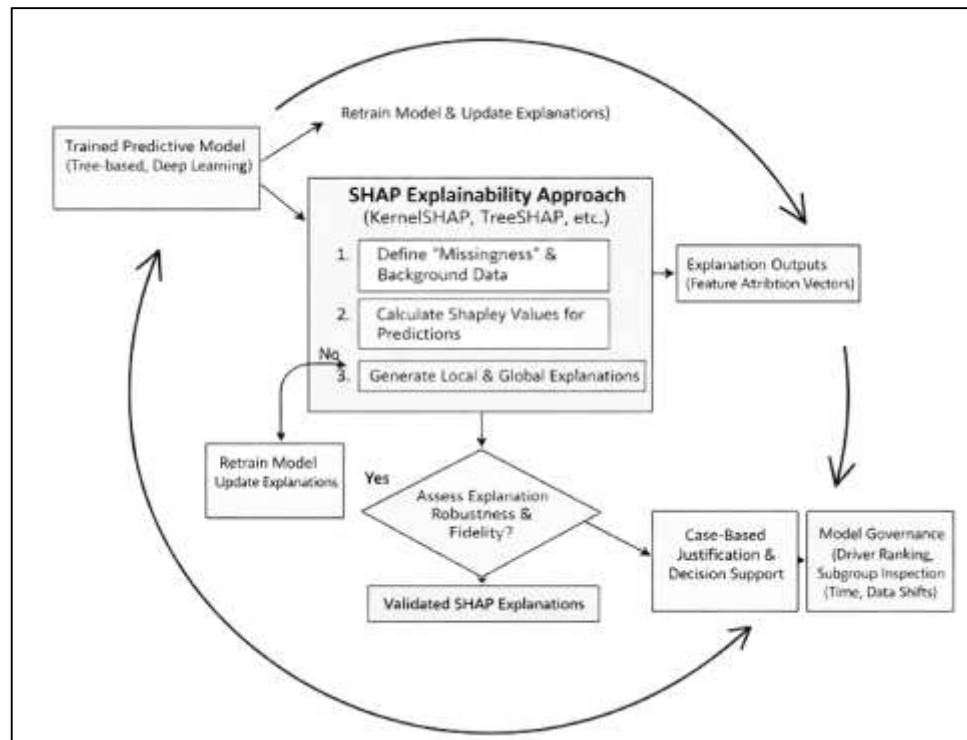 Retrain Model & Update Explanations)
Trained Predictive Model
(Tree-based, Deep Learning)
SHAP Explainability Approach
(KernelSHAP, TreeSHAP, etc.)
1. Define "Missingness" &
Background Data
2. Calculate Shapley Values for
Predictions
No
3. Generate Local & Global Explanations
Explanation Outputs
(Feature Atribtion Vectors)
Retrain Model
Update Explanations
Yes
Assess Explanation
Robustness &
Fidelity?
Validated SHAP Explanations
Case-Based
Justification &
Decision Support
Model Governance
(Driver Ranking,
Subgroup Inspection
(Time, Data Shifts)